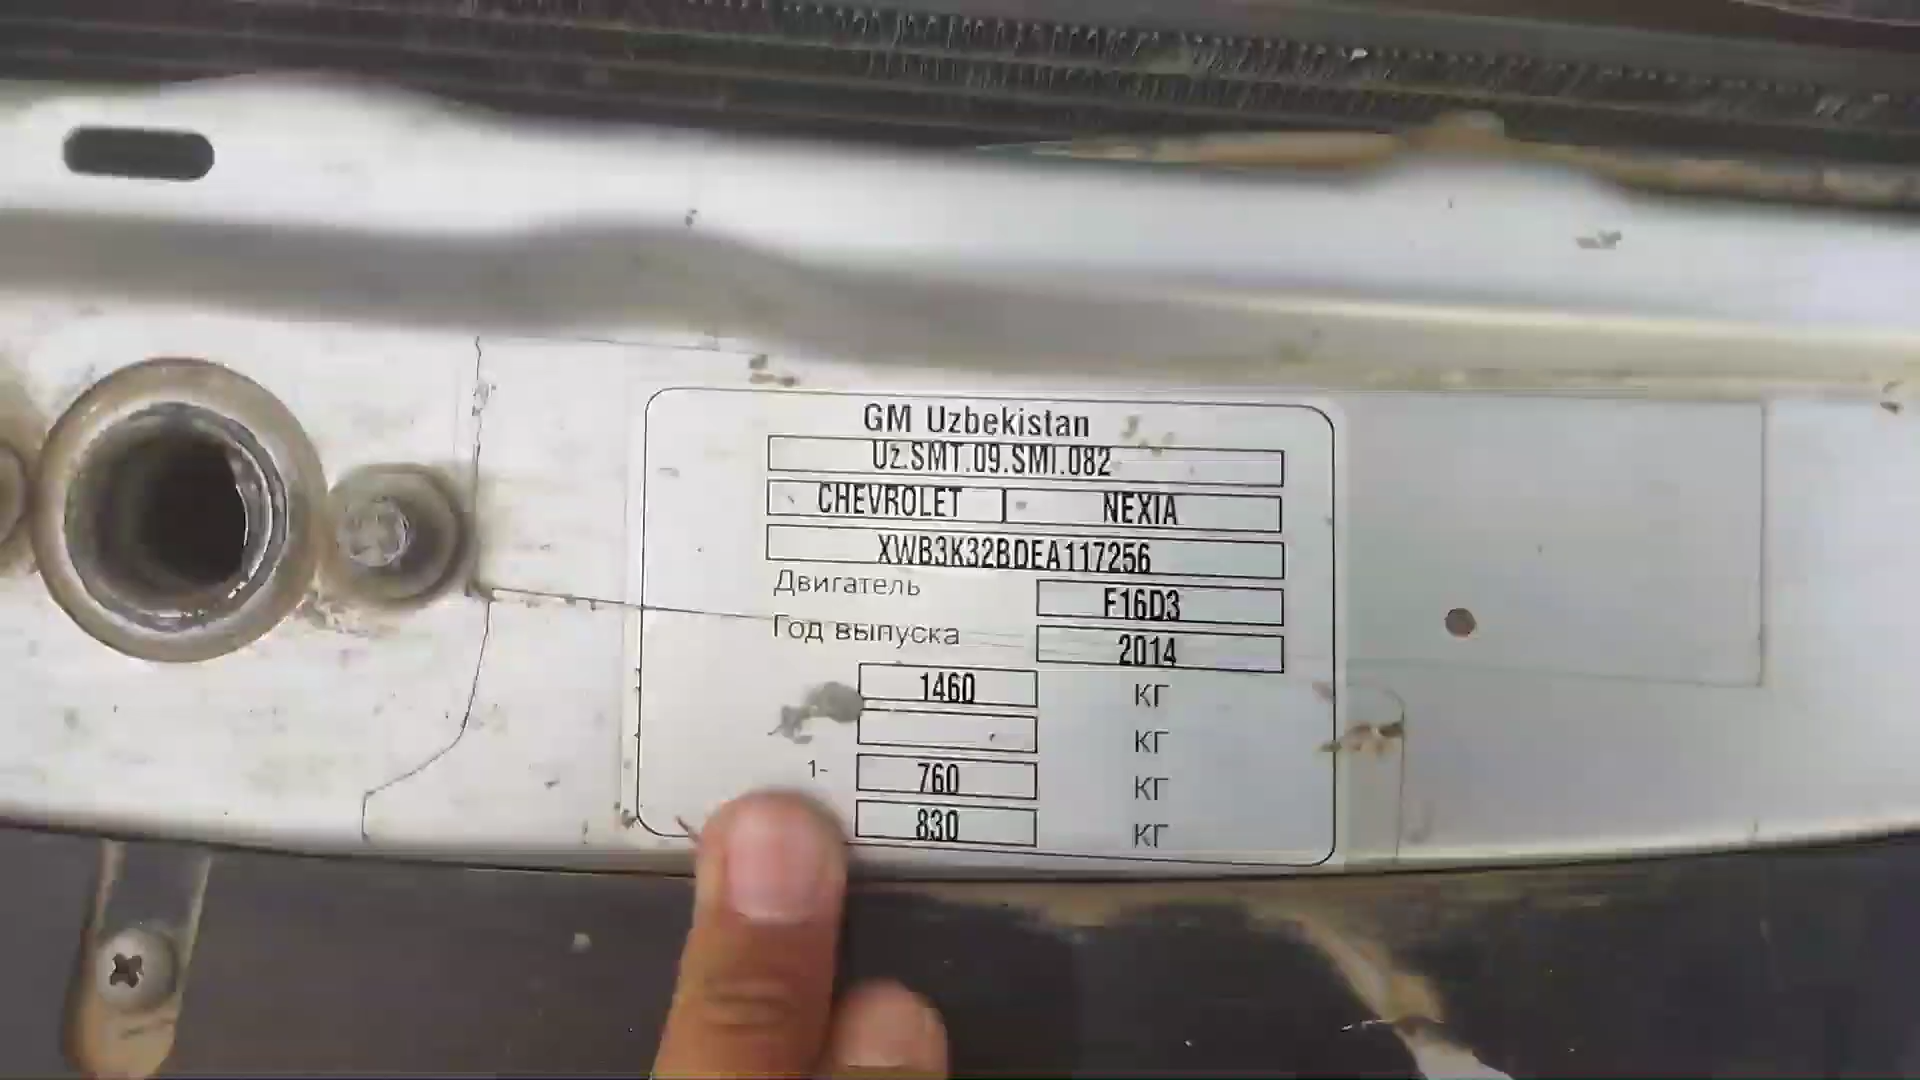 GM Uzbekistan
Uz.SMT.09.SMI.082
CHEVROLET NEXIA
XWB3K32BDEA117256
Двигатель F16D3
Год выпуска 2014
1460 КГ
КГ
1- 760 КГ
830 КГ